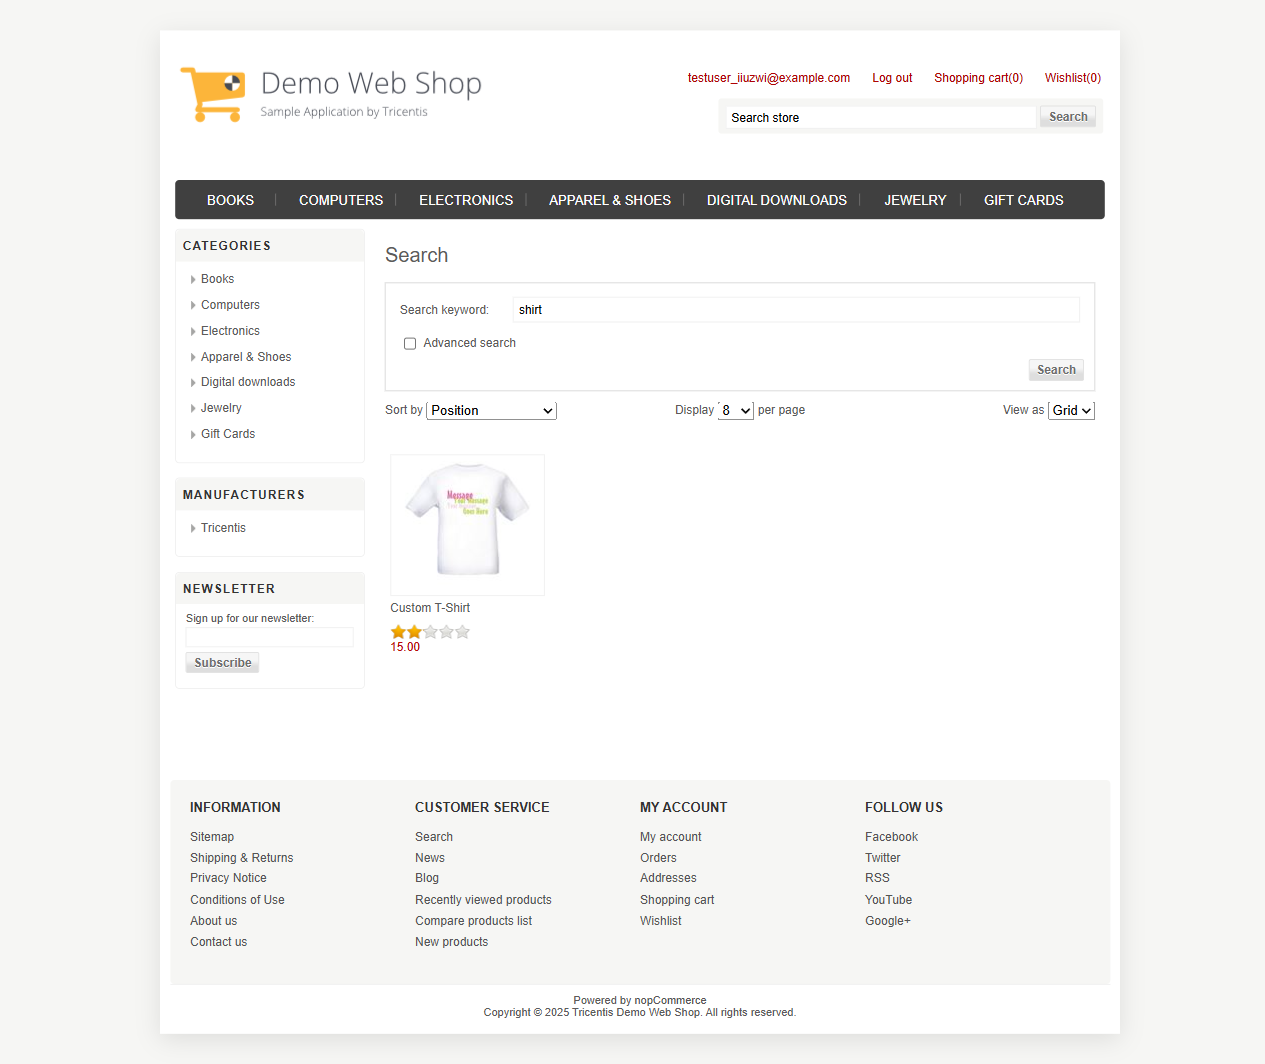 Demo Web Shop
Sample Application by Tricentis
testuser_iiuzwi@example.com Log out Shopping cart(0) Wishlist(0)
Search store Search
BOOKS COMPUTERS ELECTRONICS APPAREL & SHOES DIGITAL DOWNLOADS JEWELRY GIFT CARDS
CATEGORIES
Books
Computers
Electronics
Apparel & Shoes
Digital downloads
Jewelry
Gift Cards
MANUFACTURERS
Tricentis
NEWSLETTER
Sign up for our newsletter:
Subscribe
Search
Search keyword: shirt
Advanced search
Search
Sort by Position Display 8 per page View as Grid
Message
Your Message
Goes Here
Custom T-Shirt
15.00
INFORMATION
Sitemap
Shipping & Returns
Privacy Notice
Conditions of Use
About us
Contact us
CUSTOMER SERVICE
Search
News
Blog
Recently viewed products
Compare products list
New products
MY ACCOUNT
My account
Orders
Addresses
Shopping cart
Wishlist
FOLLOW US
Facebook
Twitter
RSS
YouTube
Google+
Powered by nopCommerce
Copyright © 2025 Tricentis Demo Web Shop. All rights reserved.